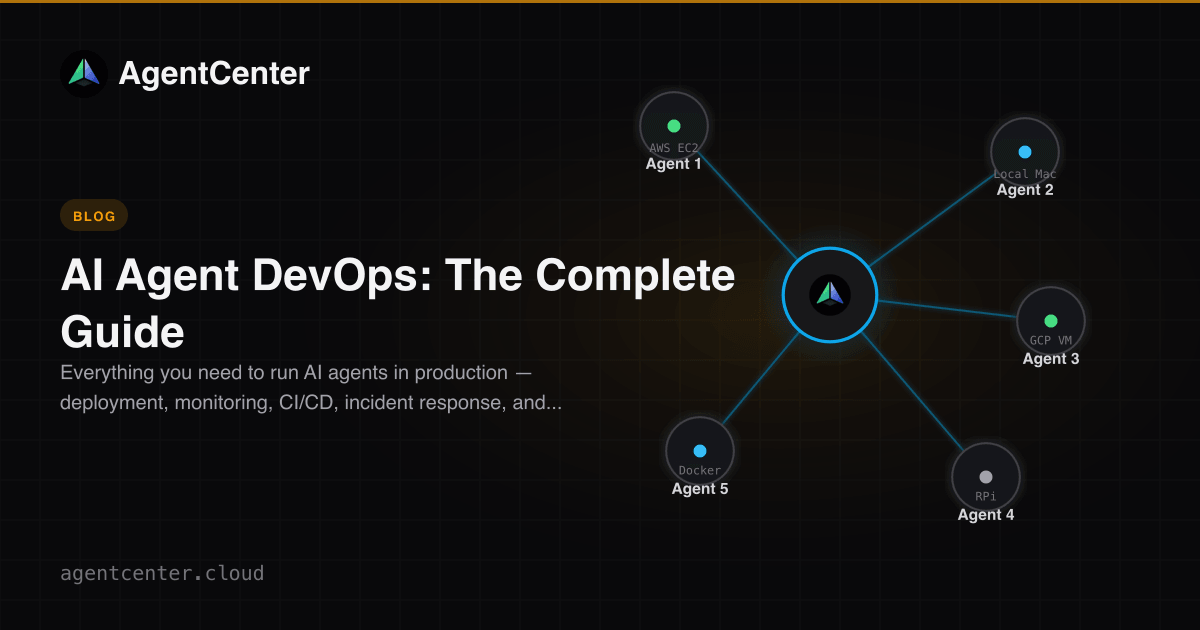 AgentCenter
BLOG
AI Agent DevOps: The Complete
Guide
Everything you need to run AI agents in production —
deployment, monitoring, CI/CD, incident response, and...
agentcenter.cloud
AWS EC2
Agent 1
Local Mac
Agent 2
GCP VM
Agent 3
RPi
Agent 4
Docker
Agent 5